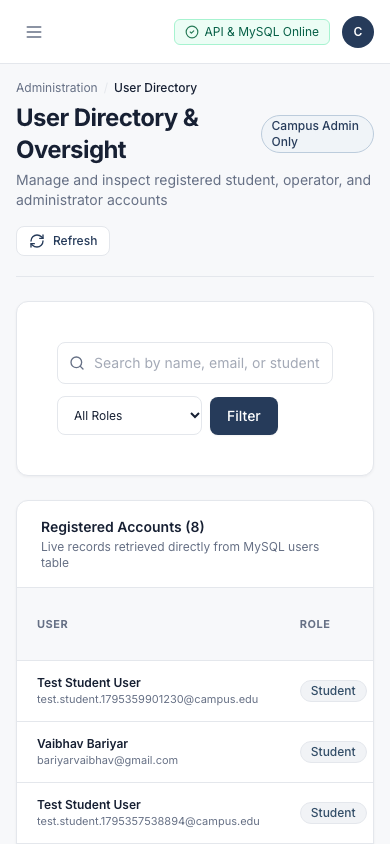 API & MySQL Online
C
Administration / User Directory
User Directory &
Oversight
Campus Admin
Only
Manage and inspect registered student, operator, and
administrator accounts
Refresh
Search by name, email, or student
All Roles
Filter
Registered Accounts (8)
Live records retrieved directly from MySQL users
table
USER ROLE
Test Student User
test.student.1795359901230@campus.edu
Student
Vaibhav Bariyar
bariyarvaibhav@gmail.com
Student
Test Student User
test.student.1795357538894@campus.edu
Student